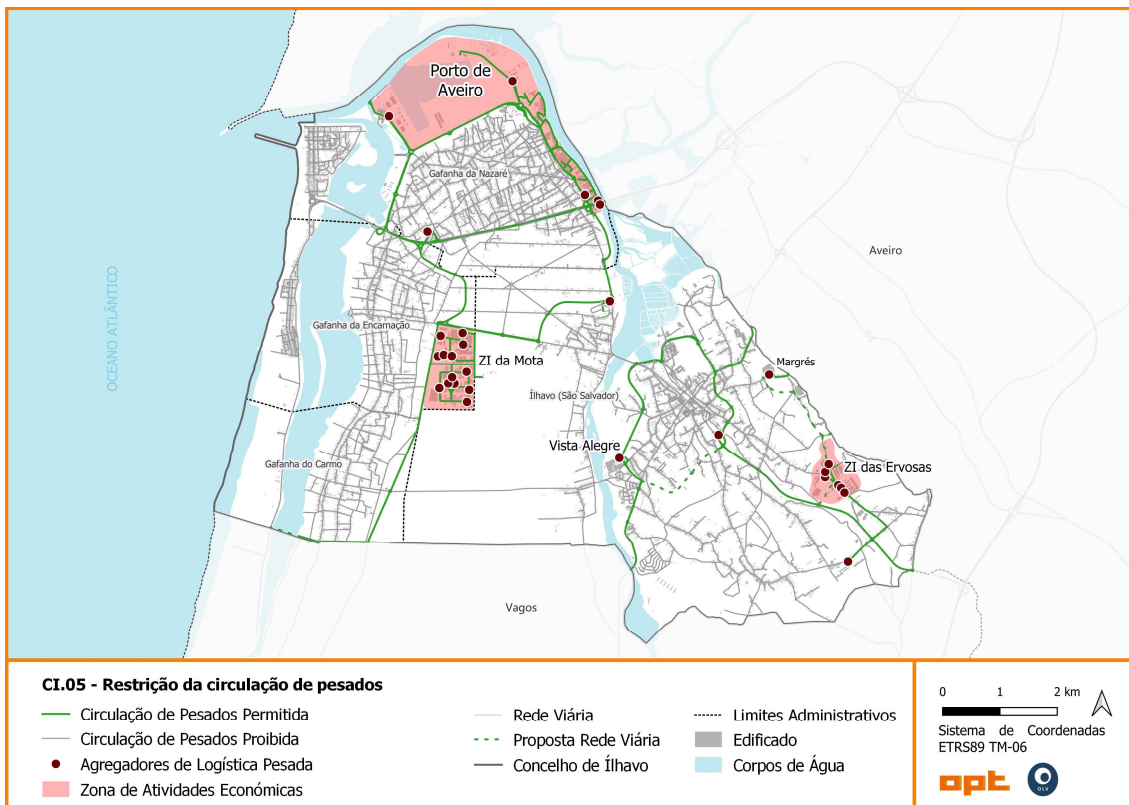 Porto de
Aveiro
Gafanha da Nazaré
Aveiro
OCEANO ATLÂNTICO
Gafanha da Encarnação
ZI da Mota
Margrés
Ílhavo (São Salvador)
Vista Alegre
Gafanha do Carmo
ZI das Ervosas
Vagos
CI.05 - Restrição da circulação de pesados
Circulação de Pesados Permitida
Circulação de Pesados Proibida
Agregadores de Logística Pesada
Zona de Atividades Económicas
Rede Viária
Proposta Rede Viária
Concelho de Ílhavo
Limites Administrativos
Edificado
Corpos de Água
0 1 2 km
Sistema de Coordenadas
ETRS89 TM-06
opt
OLV